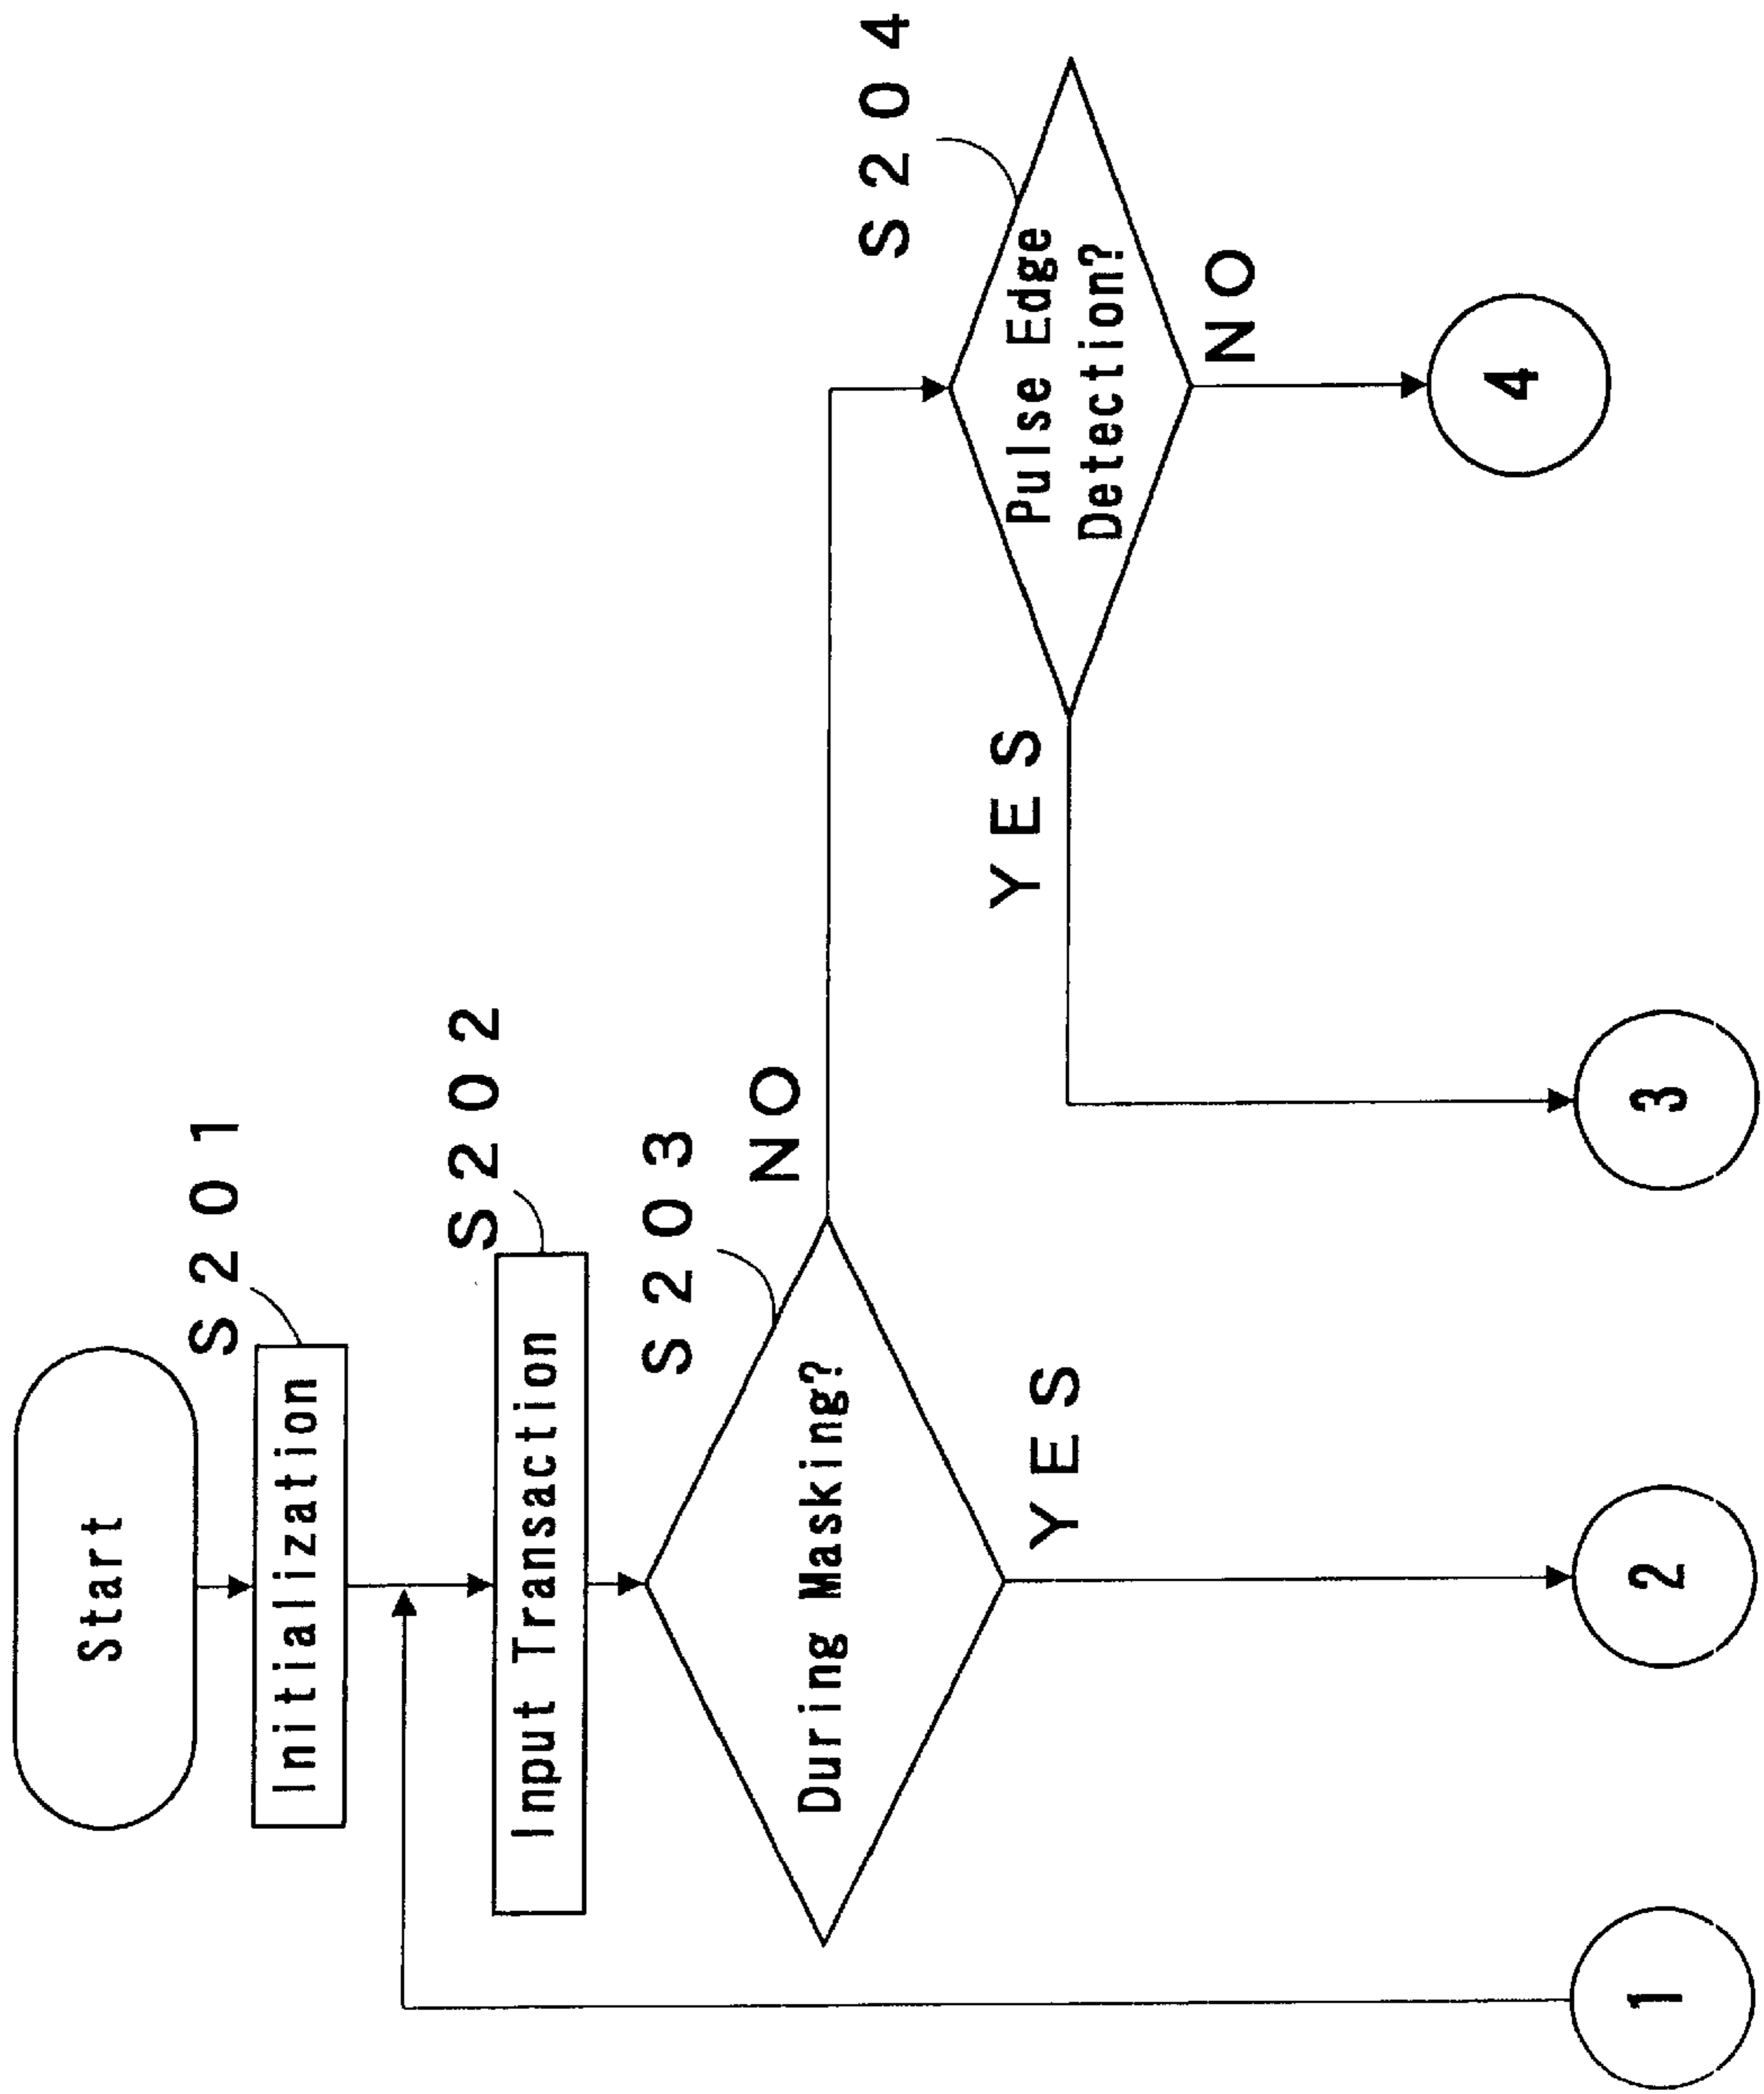 Start
S201
Initialization
S202
Input Transaction
S203
During Masking?
NO
YES
S204
Pulse Edge
Detection?
YES
NO
1
2
3
4